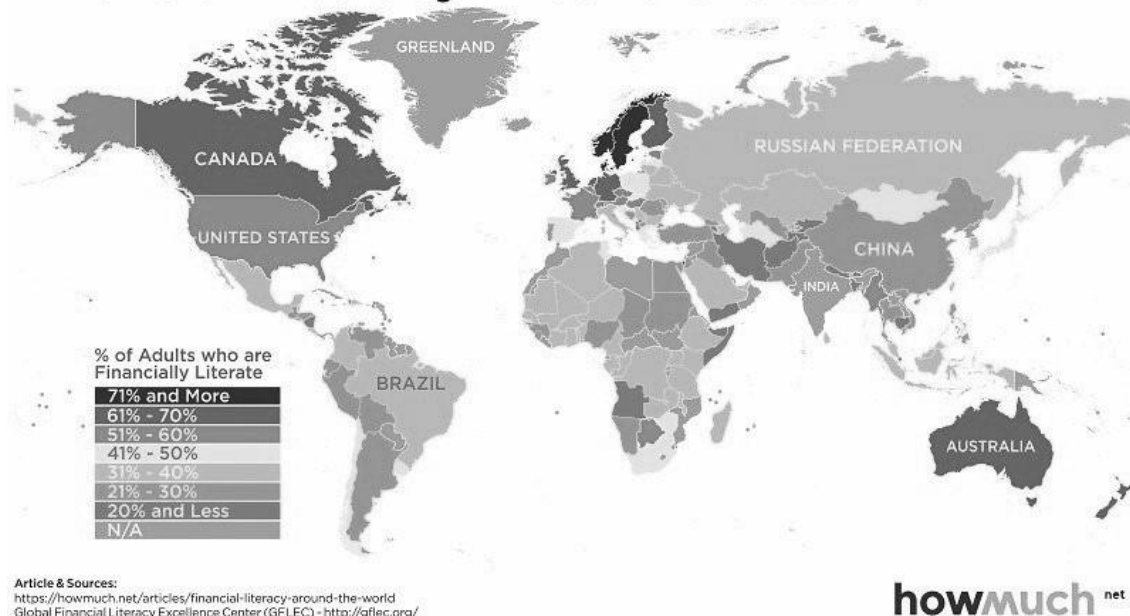 GREENLAND
CANADA
RUSSIAN FEDERATION
UNITED STATES
CHINA
INDIA
BRAZIL
AUSTRALIA
% of Adults who are
Financially Literate
71% and More
61% - 70%
51% - 60%
41% - 50%
31% - 40%
21% - 30%
20% and Less
N/A
Article & Sources:
https://howmuch.net/articles/financial-literacy-around-the-world
Global Financial Literacy Excellence Center (GFLEC) - http://gflec.org/
howmuch net